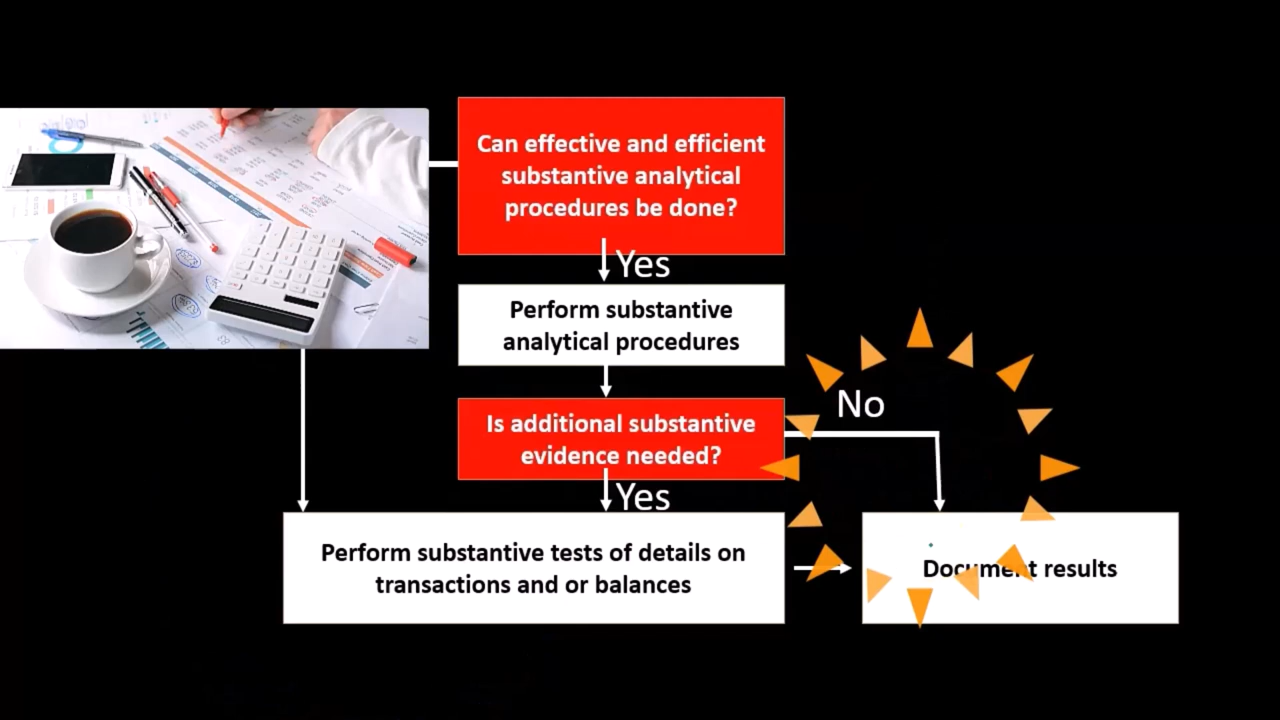 Can effective and efficient
substantive analytical
procedures be done?
Yes
Perform substantive
analytical procedures
No
Is additional substantive
evidence needed?
Yes
Perform substantive tests of details on
transactions and or balances
Document results